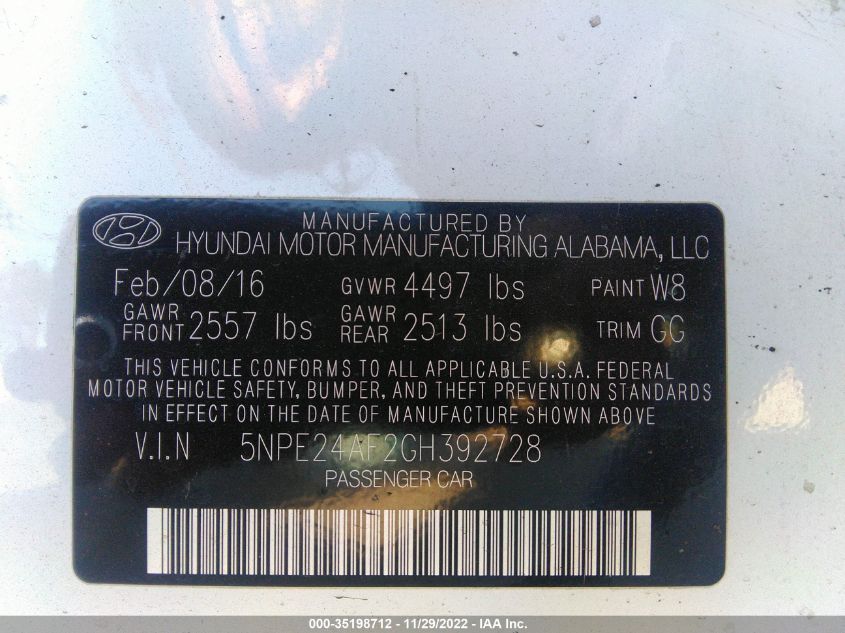 MANUFACTURED BY
HYUNDAI MOTOR MANUFACTURING ALABAMA, LLC
Feb/08/16 GVWR 4497 lbs PAINT W8
GAWR FRONT 2557 lbs GAWR REAR 2513 lbs TRIM GG
THIS VEHICLE CONFORMS TO ALL APPLICABLE U.S.A. FEDERAL
MOTOR VEHICLE SAFETY, BUMPER, AND THEFT PREVENTION STANDARDS
IN EFFECT ON THE DATE OF MANUFACTURE SHOWN ABOVE
V.I.N 5NPE24AF2GH392728
PASSENGER CAR
000-35198712 - 11/29/2022 - IAA Inc.